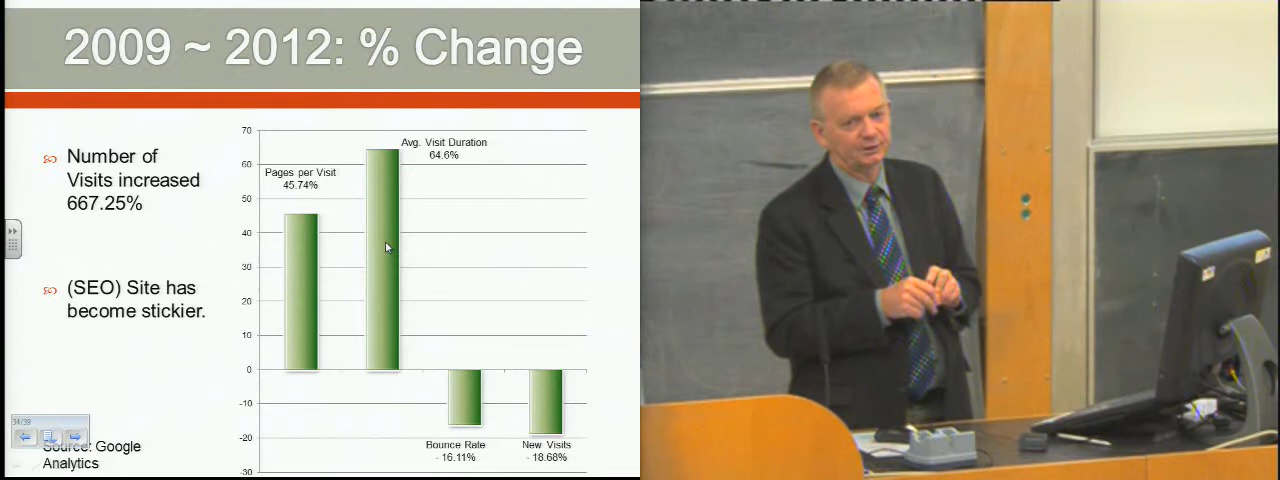 2009 ~ 2012: % Change
Number of
Visits increased
667.25%
(SEO) Site has
become stickier.
34/39
Source: Google
Analytics
70
60
50
40
30
20
10
0
-10
-20
-30
Pages per Visit
45.74%
Avg. Visit Duration
64.6%
Bounce Rate
- 16.11%
New Visits
- 18.68%